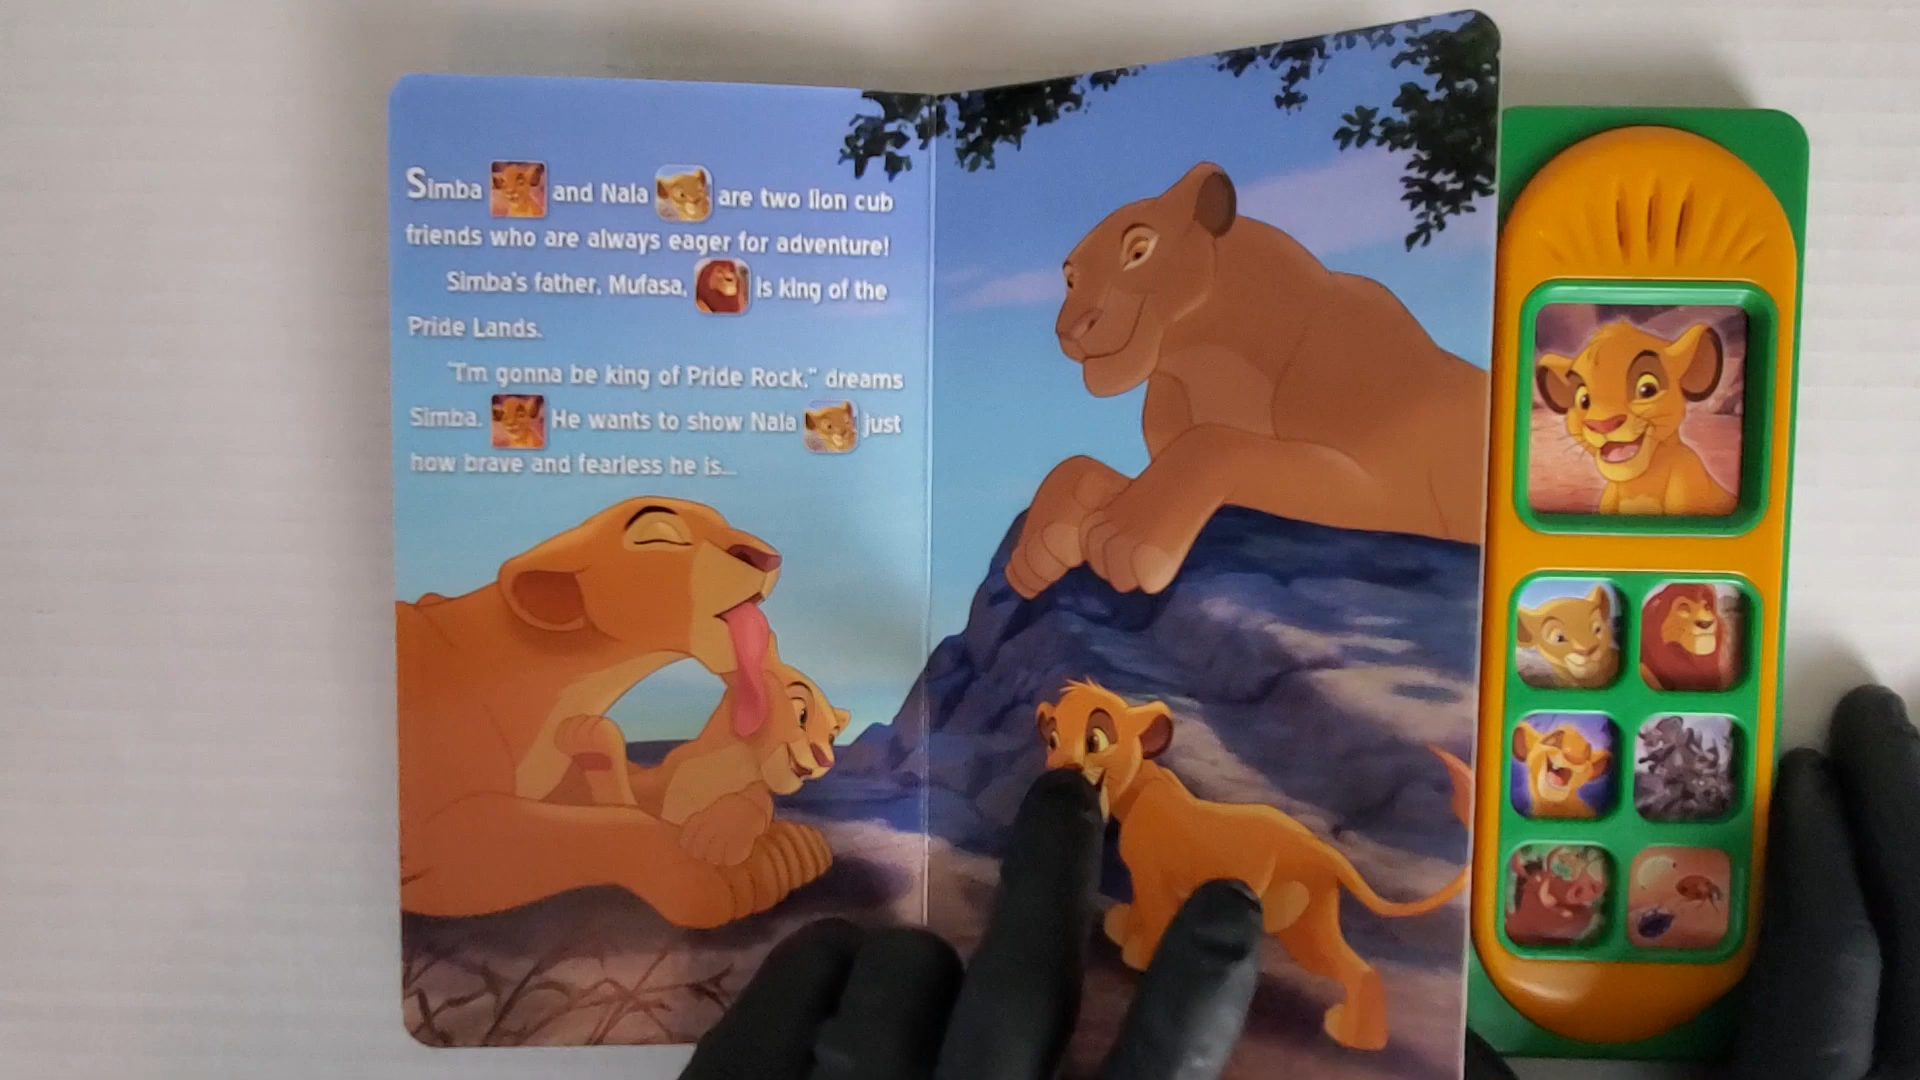 Simba and Nala are two lion cub
friends who are always eager for adventure!
Simba's father, Mufasa, is king of the
Pride Lands.
"I'm gonna be king of Pride Rock," dreams
Simba. He wants to show Nala just
how brave and fearless he is...